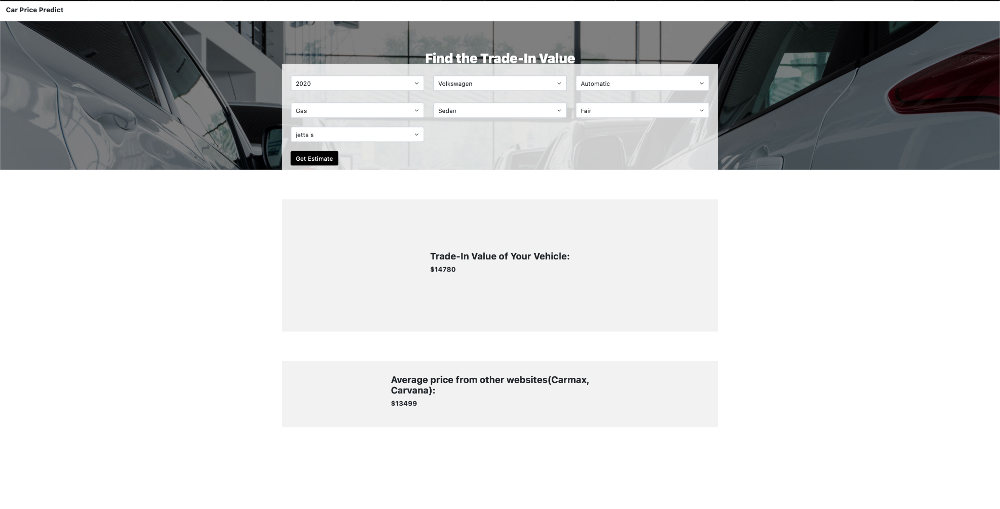 Car Price Predict
Find the Trade-In Value
2020
Volkswagen
Automatic
Gas
Sedan
Fair
jetta s
Get Estimate
Trade-In Value of Your Vehicle:
$14780
Average price from other websites(Carmax,
Carvana):
$13499